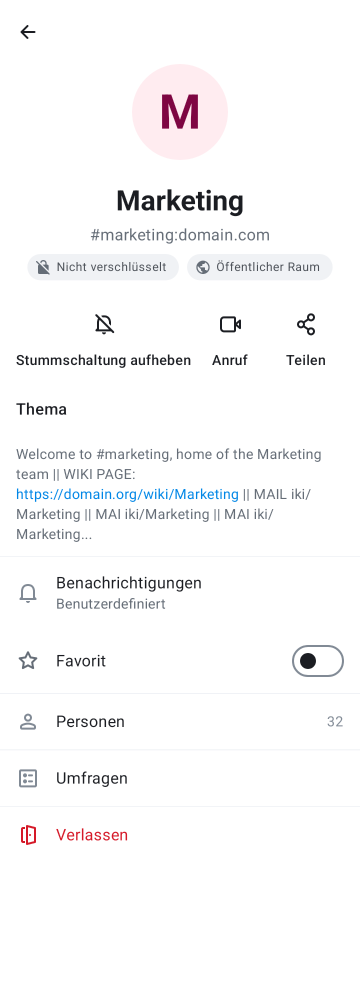 M
Marketing
#marketing:domain.com
Nicht verschlüsselt Öffentlicher Raum
Stummschaltung aufheben Anruf Teilen
Thema
Welcome to #marketing, home of the Marketing
team || WIKI PAGE:
https://domain.org/wiki/Marketing || MAIL iki/
Marketing || MAI iki/Marketing || MAI iki/
Marketing...
Benachrichtigungen
Benutzerdefiniert
Favorit
Personen 32
Umfragen
Verlassen